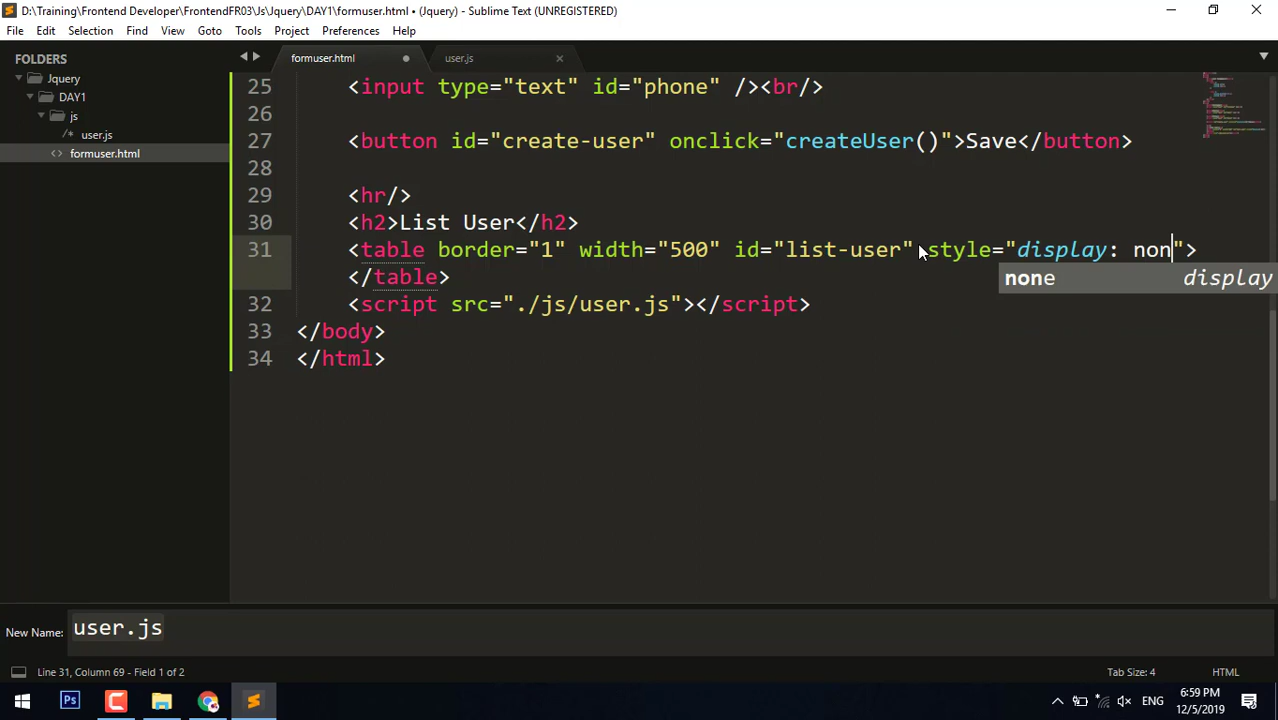 D:\Training\Frontend Developer\FrontendFR03\Js\Jquery\DAY1\formuser.html • (Jquery) - Sublime Text (UNREGISTERED)
File Edit Selection Find View Goto Tools Project Preferences Help
FOLDERS
Jquery
DAY1
js
/* user.js
<> formuser.html
formuser.html
user.js
25 <input type="text" id="phone" /><br/>
26
27 <button id="create-user" onclick="createUser()">Save</button>
28
29 <hr/>
30 <h2>List User</h2>
31 <table border="1" width="500" id="list-user" style="display: non">
</table>
none display
32 <script src="./js/user.js"></script>
33 </body>
34 </html>
New Name: user.js
Line 31, Column 69 - Field 1 of 2
Tab Size: 4
HTML
Ps
ENG
6:59 PM
12/5/2019